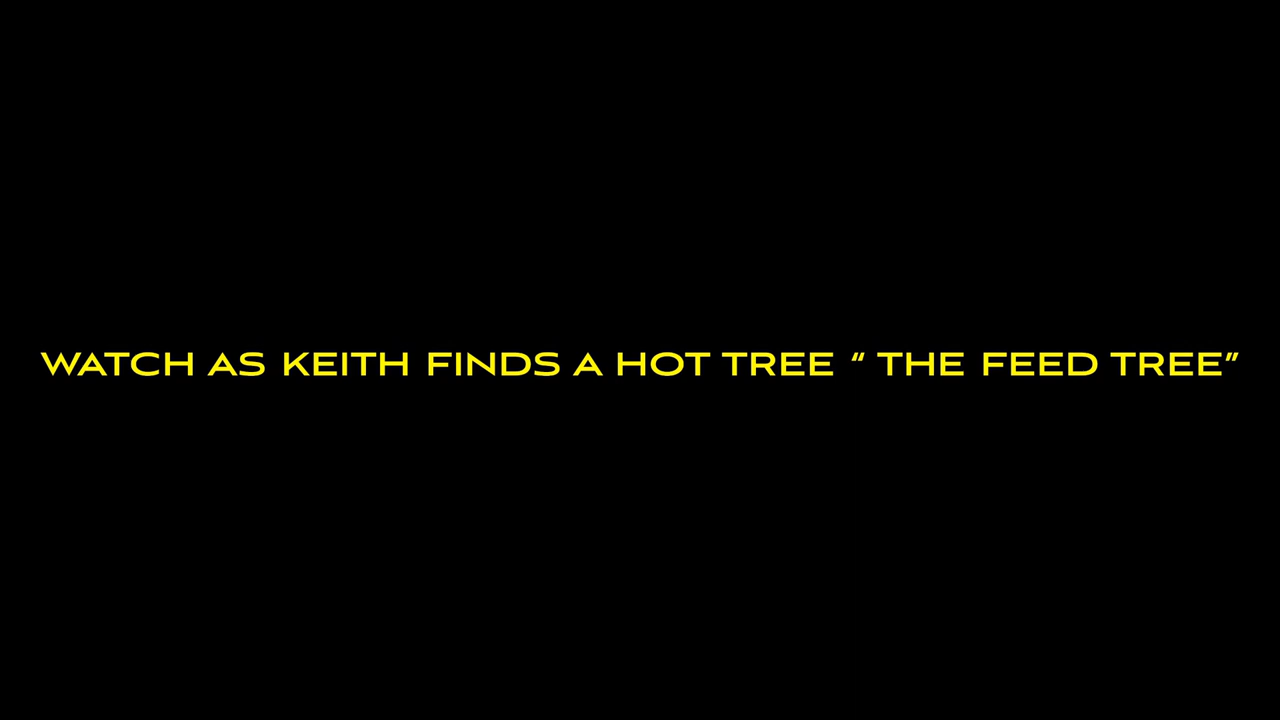 WATCH AS KEITH FINDS A HOT TREE “ THE FEED TREE”